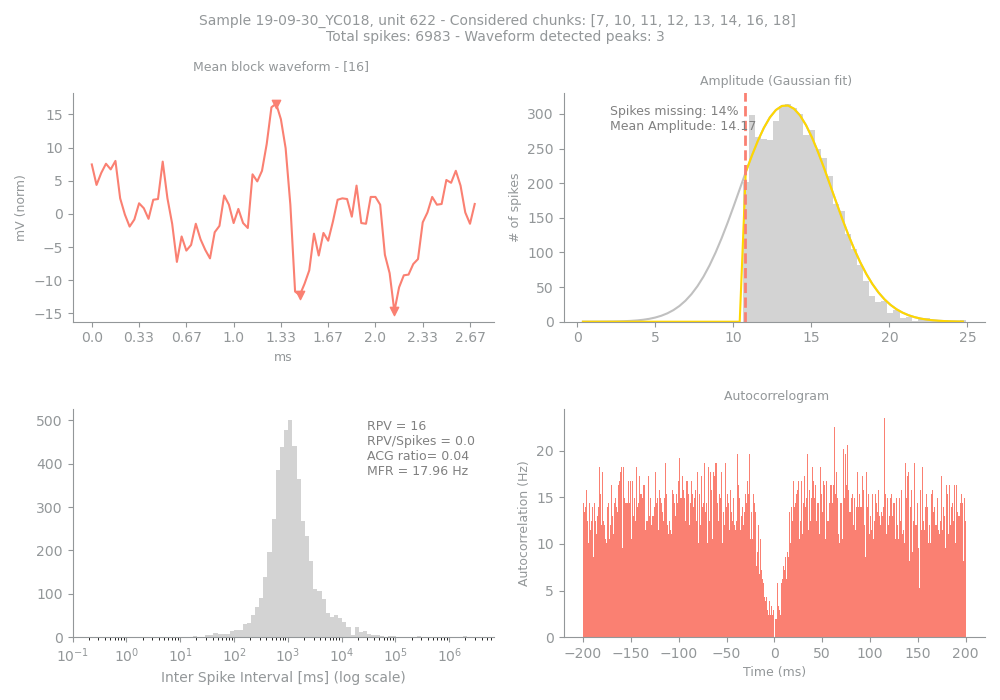 Sample 19-09-30_YC018, unit 622 - Considered chunks: [7, 10, 11, 12, 13, 14, 16, 18]
Total spikes: 6983 - Waveform detected peaks: 3
Mean block waveform - [16]
mV (norm)
15
10
5
0
−5
−10
−15
0.0 0.33 0.67 1.0 1.33 1.67 2.0 2.33 2.67
ms
Amplitude (Gaussian fit)
Spikes missing: 14%
Mean Amplitude: 14.17
# of spikes
300
250
200
150
100
50
0
0 5 10 15 20 25
500
400
300
200
100
0
RPV = 16
RPV/Spikes = 0.0
ACG ratio= 0.04
MFR = 17.96 Hz
10⁻¹ 10⁰ 10¹ 10² 10³ 10⁴ 10⁵ 10⁶
Inter Spike Interval [ms] (log scale)
Autocorrelogram
Autocorrelation (Hz)
20
15
10
5
0
−200 −150 −100 −50 0 50 100 150 200
Time (ms)